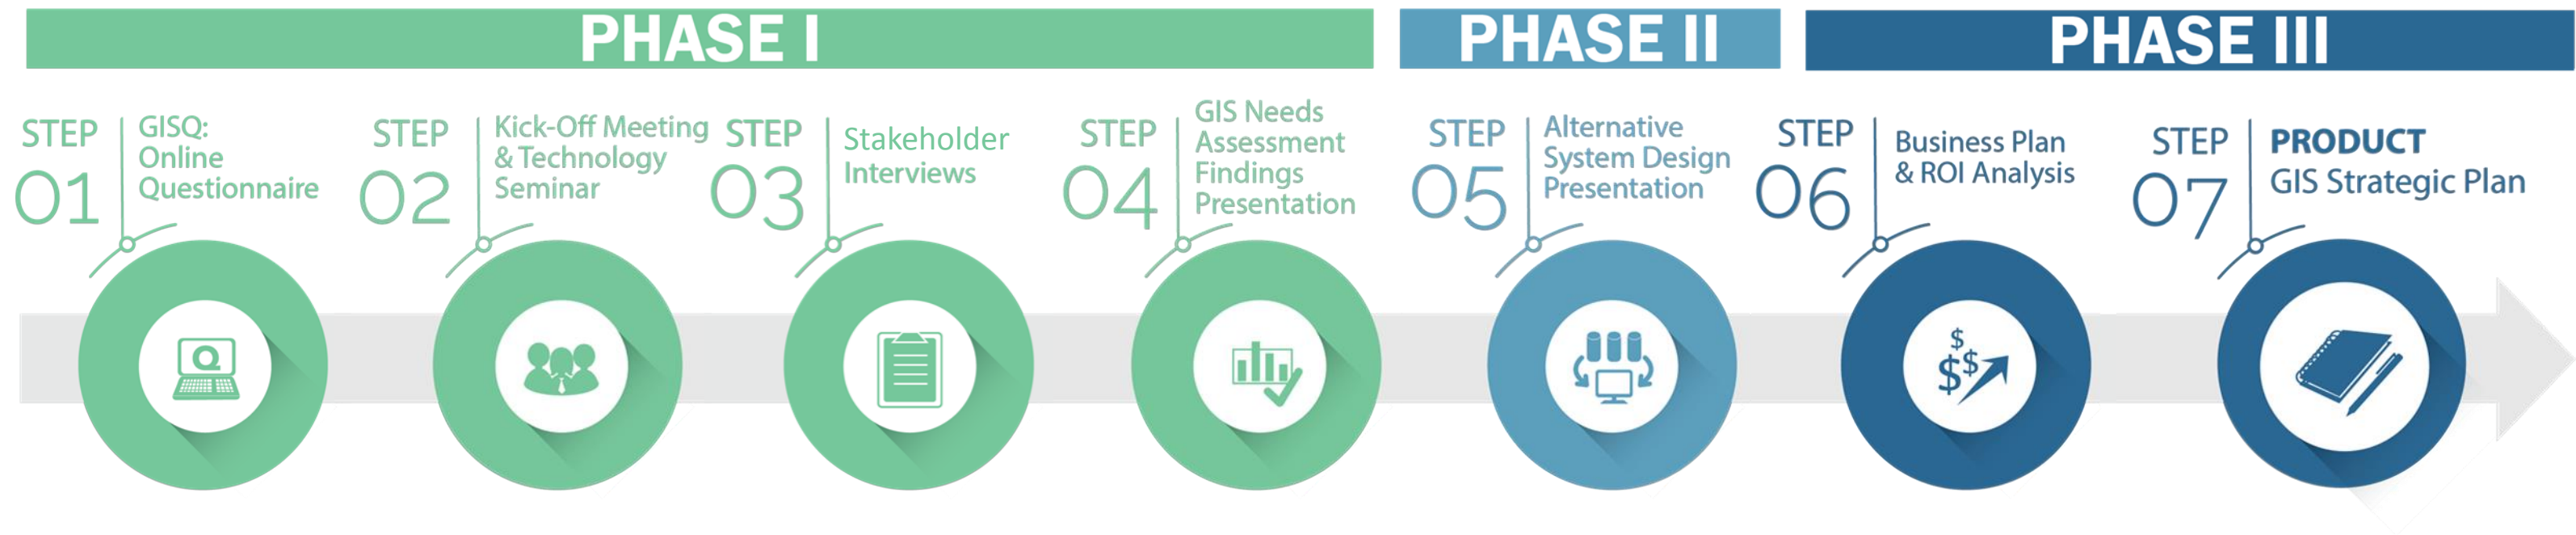 PHASE I
PHASE II
PHASE III
STEP
01
GISQ:
Online
Questionnaire
STEP
02
Kick-Off Meeting
& Technology
Seminar
STEP
03
Stakeholder
Interviews
STEP
04
GIS Needs
Assessment
Findings
Presentation
STEP
05
Alternative
System Design
Presentation
STEP
06
Business Plan
& ROI Analysis
STEP
07
PRODUCT
GIS Strategic Plan
Q
$
$
$